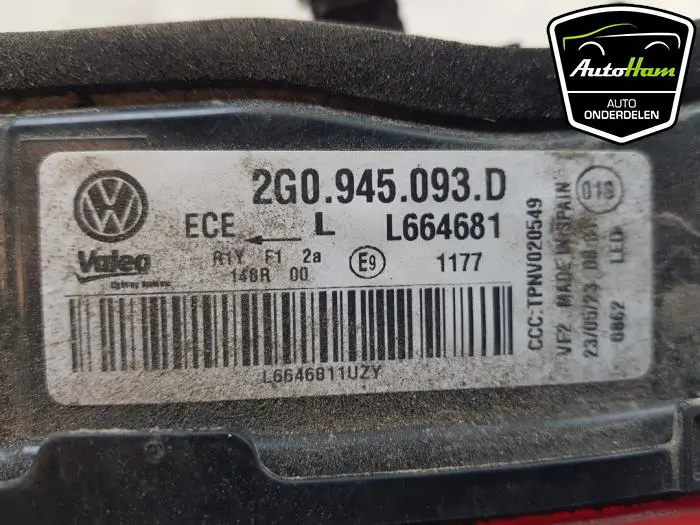 AutoHam
AUTO
ONDERDELEN
VW
2G0.945.093.D
ECE L L664681
Valeo
R1Y F1 2a
148R 00
E9
1177
L6646811UZY
CCC:TPNV020549
VF2 MADE IN SPAIN
23/05/23
0862 LED